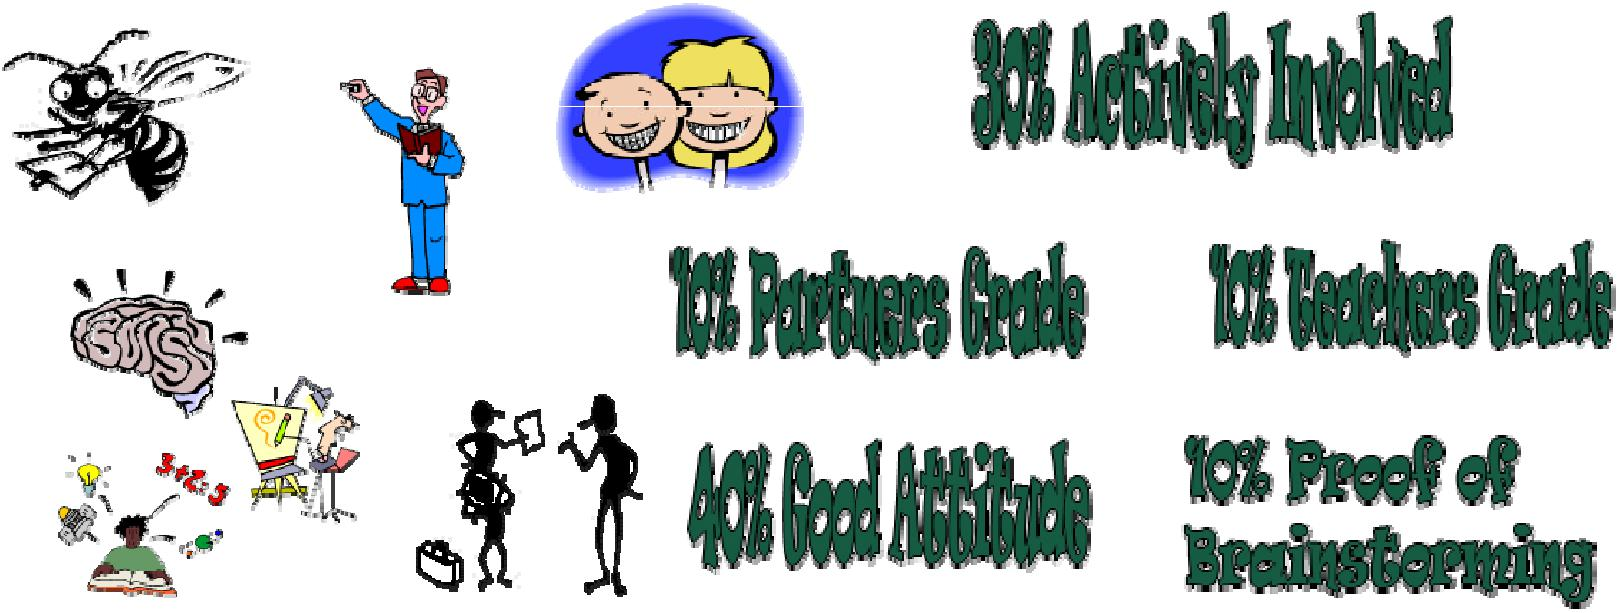 30% Actively Involved
10% Partners Grade
10% Teachers Grade
40% Good Attitude
10% Proof of
Brainstorming
3+2=5